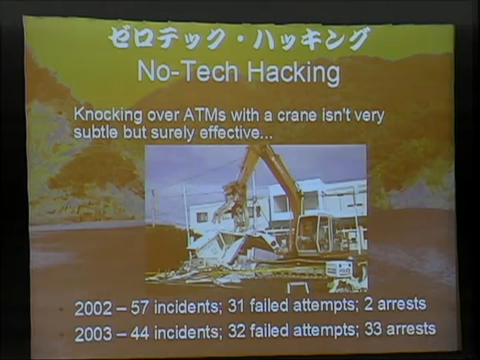 ゼロテック・ハッキング
No-Tech Hacking
Knocking over ATMs with a crane isn't very
subtle but surely effective...
2002 – 57 incidents; 31 failed attempts; 2 arrests
2003 – 44 incidents; 32 failed attempts; 33 arrests